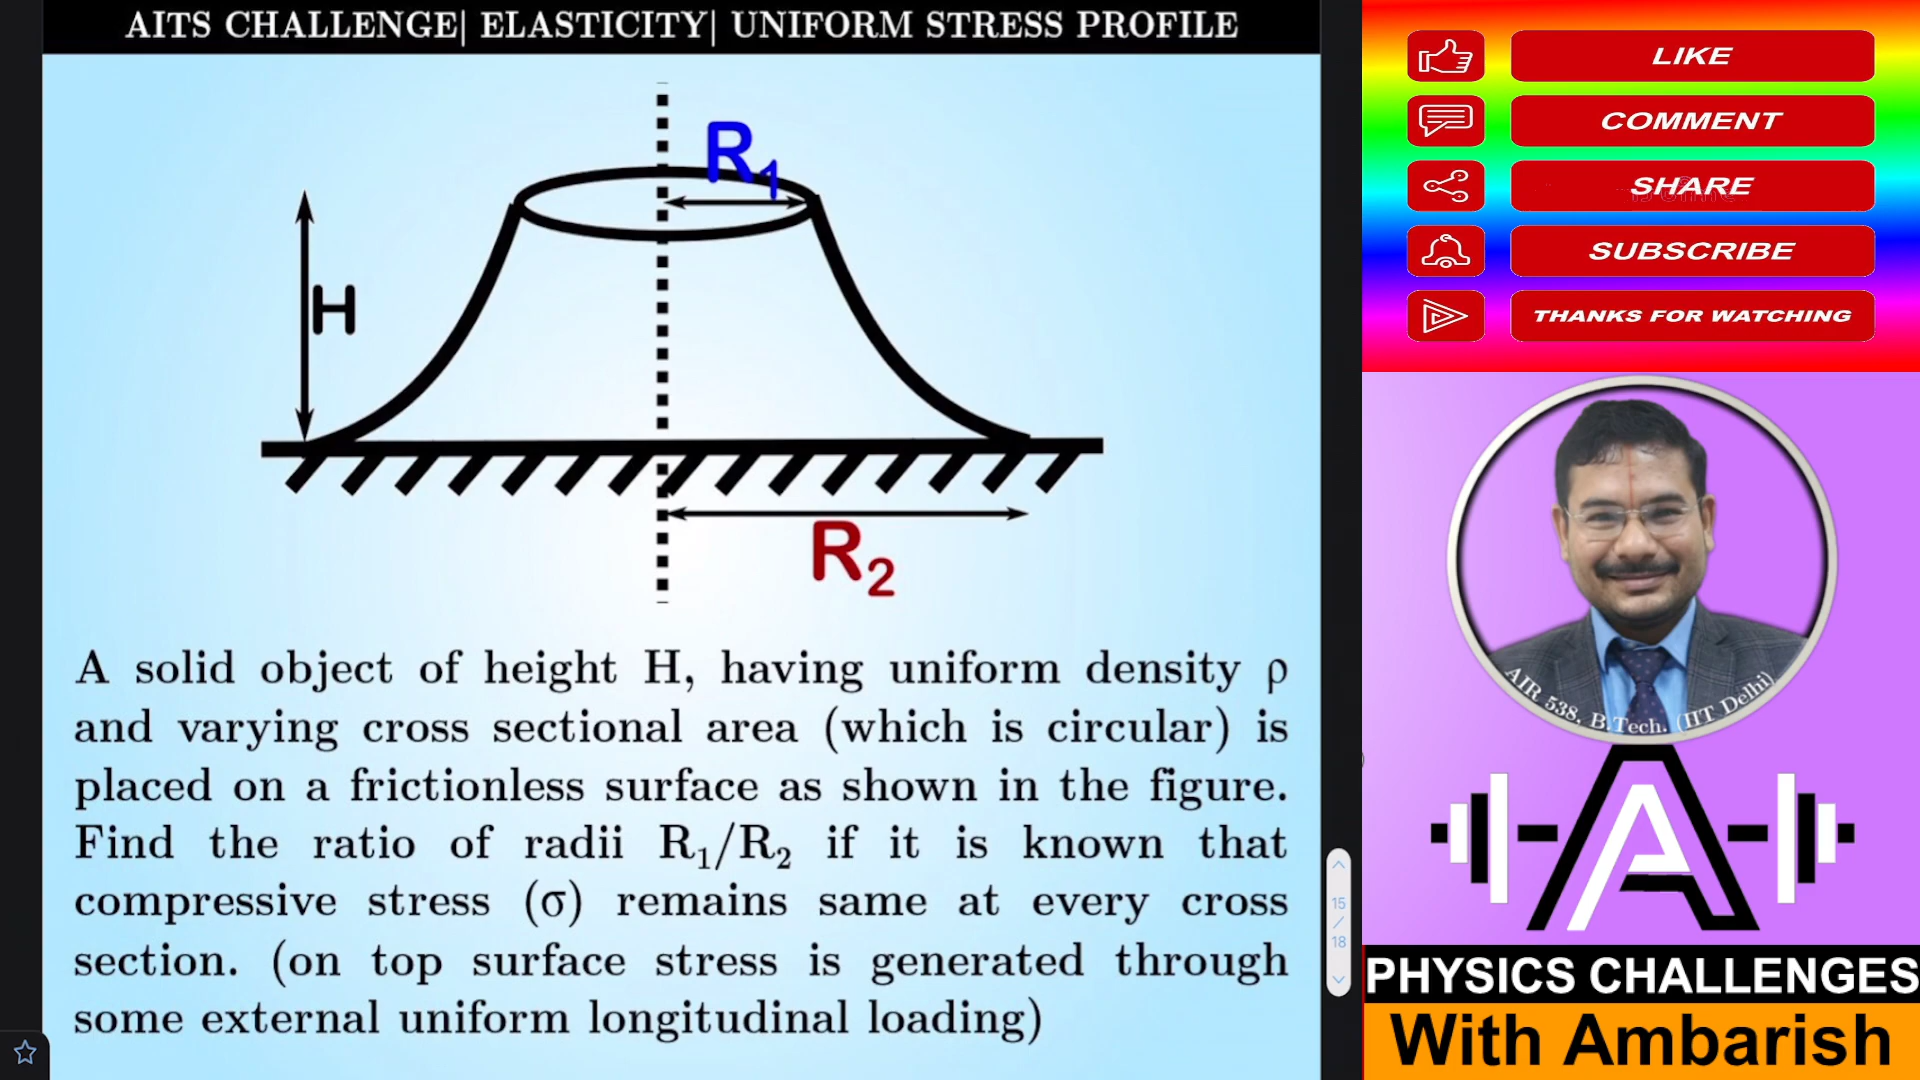 AITS CHALLENGE| ELASTICITY| UNIFORM STRESS PROFILE
R₁
H
R₂
A solid object of height H, having uniform density ρ
and varying cross sectional area (which is circular) is
placed on a frictionless surface as shown in the figure.
Find the ratio of radii R₁/R₂ if it is known that
compressive stress (σ) remains same at every cross
section. (on top surface stress is generated through
some external uniform longitudinal loading)
15
/
18
LIKE
COMMENT
SHARE
SUBSCRIBE
THANKS FOR WATCHING
AIR 538, B.Tech. (IIT Delhi)
A
PHYSICS CHALLENGES
With Ambarish